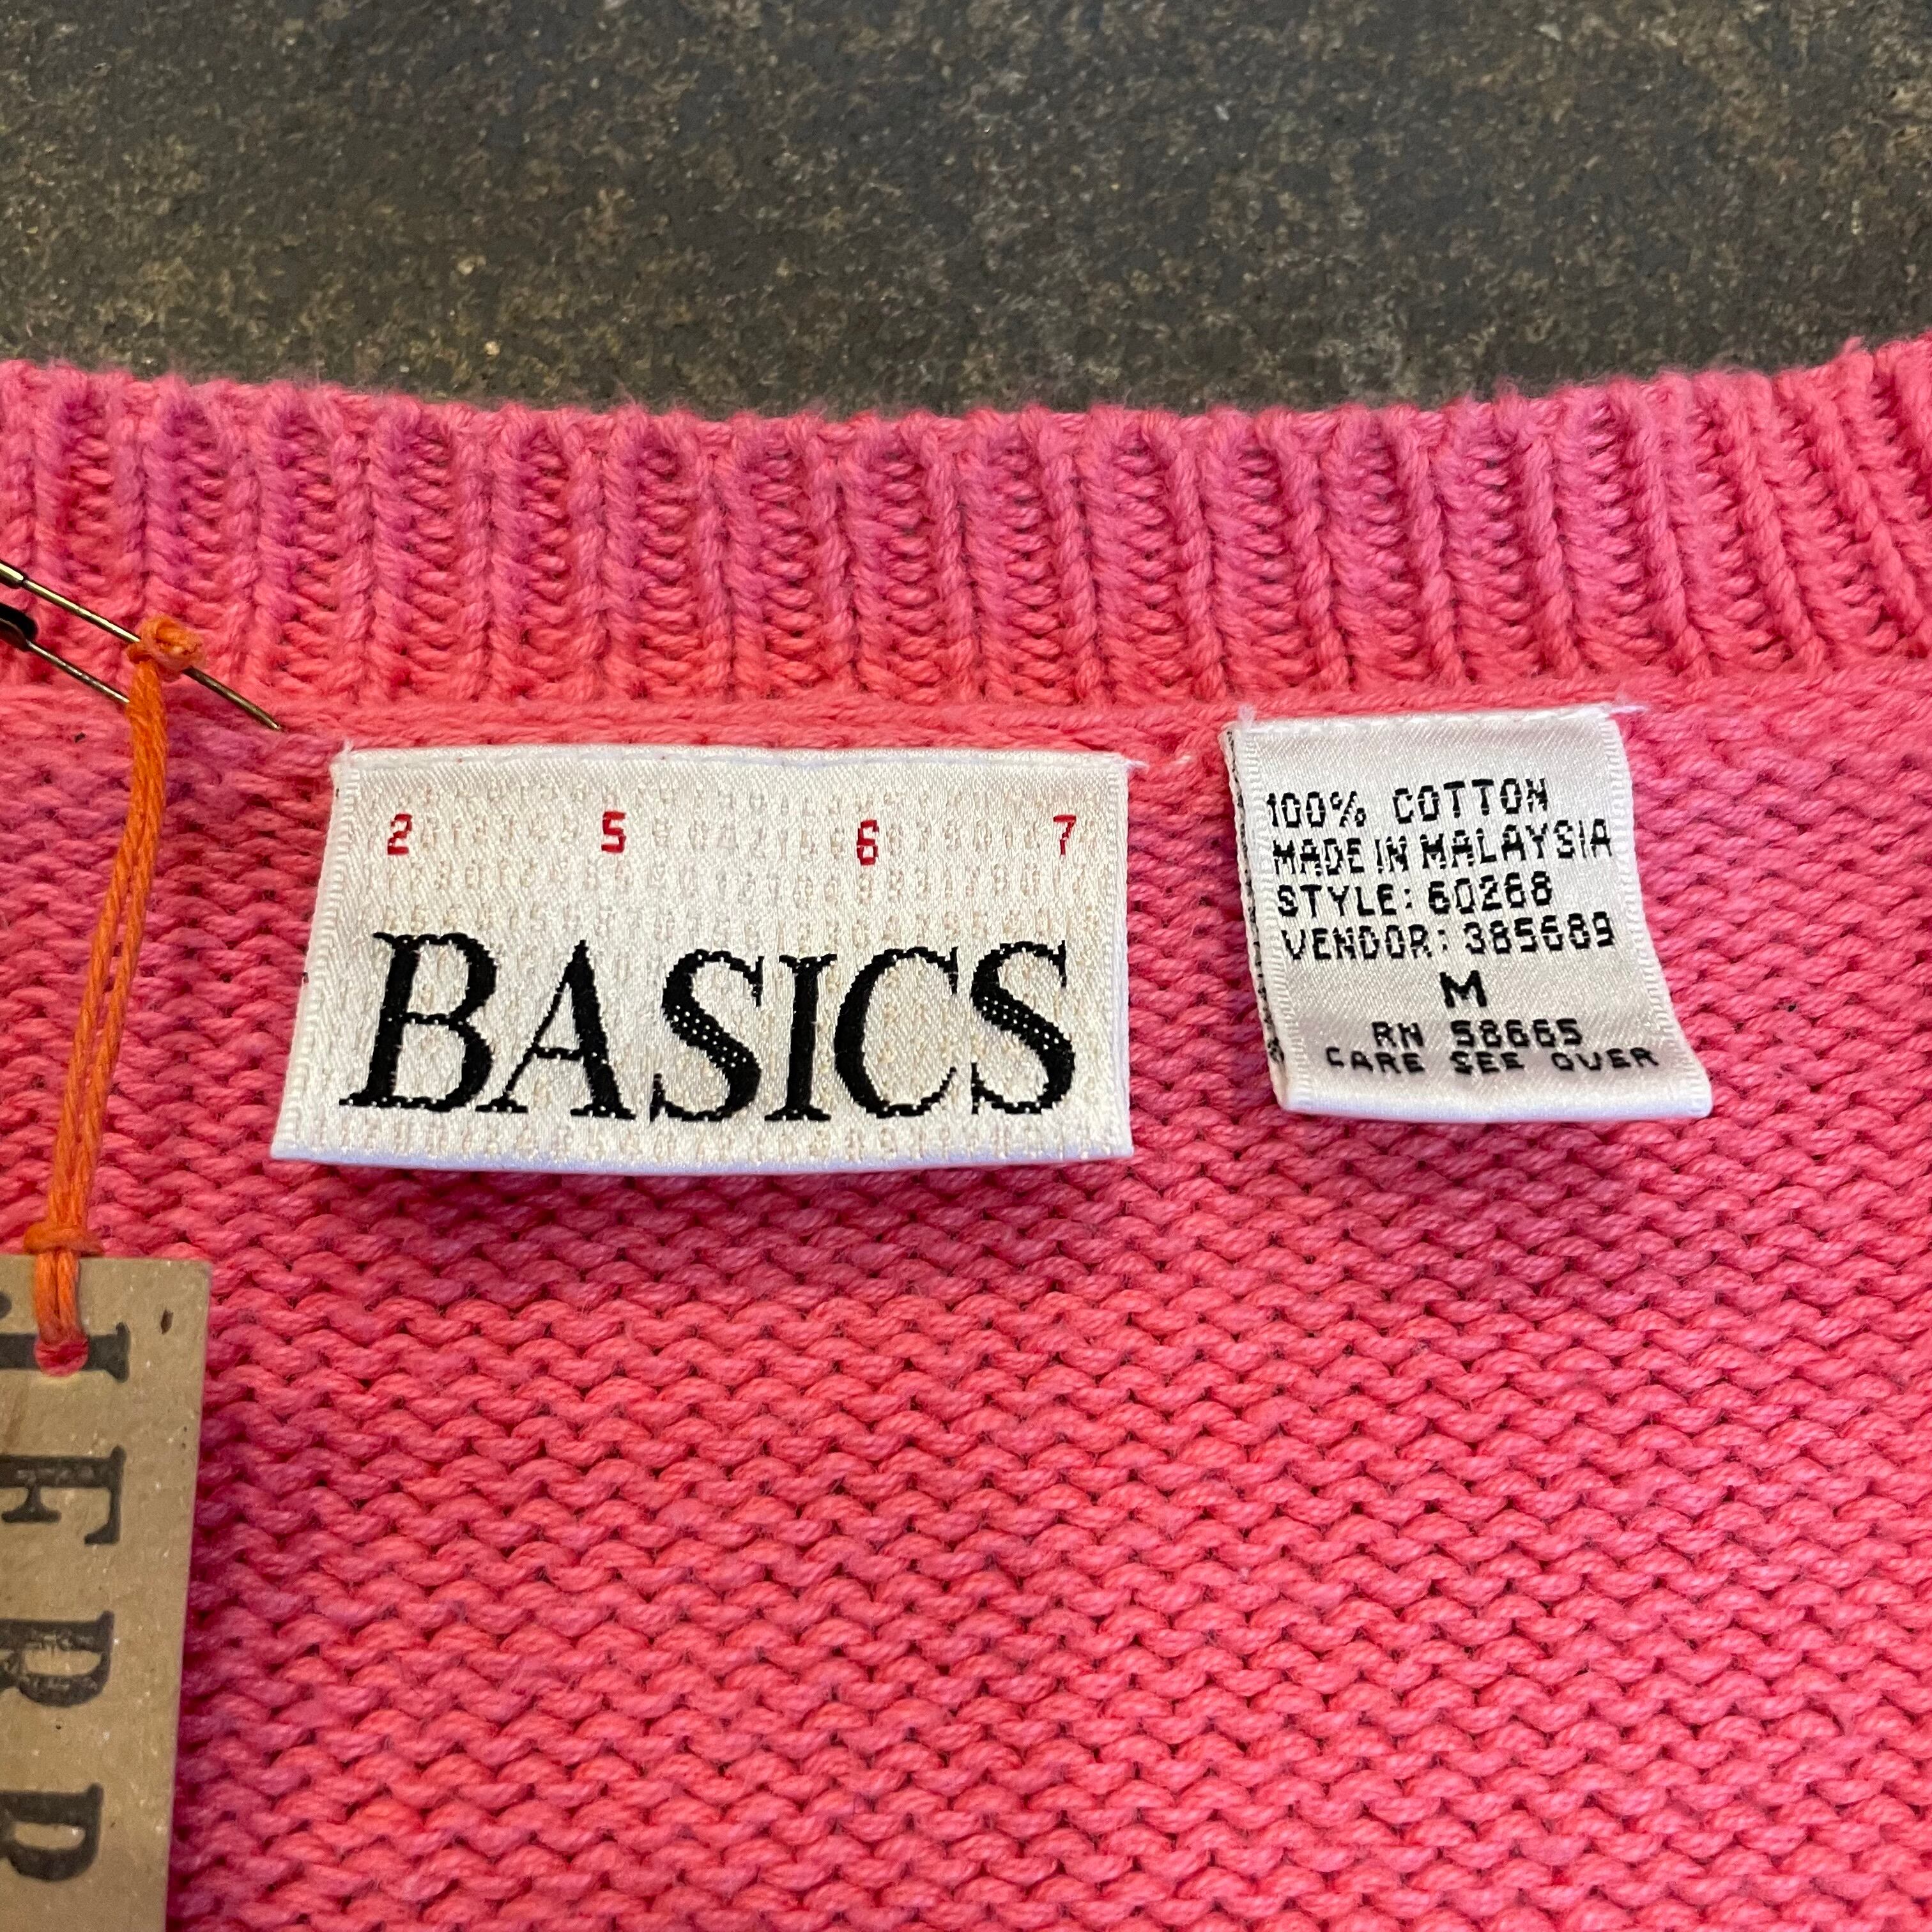 2 5 6 7
BASICS
100% COTTON
MADE IN MALAYSIA
STYLE: 60268
VENDOR: 385689
M
RN 58665
CARE SEE OVER